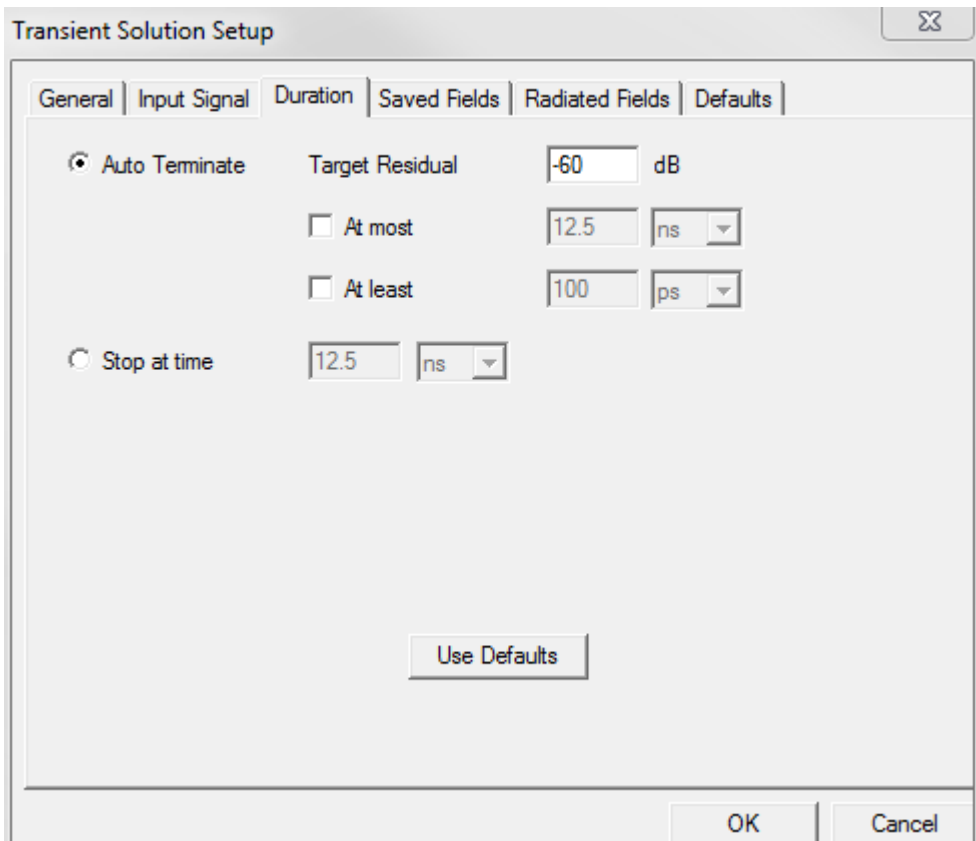 Transient Solution Setup
General Input Signal Duration Saved Fields Radiated Fields Defaults
Auto Terminate Target Residual -60 dB
At most 12.5 ns
At least 100 ps
Stop at time 12.5 ns
Use Defaults
OK Cancel